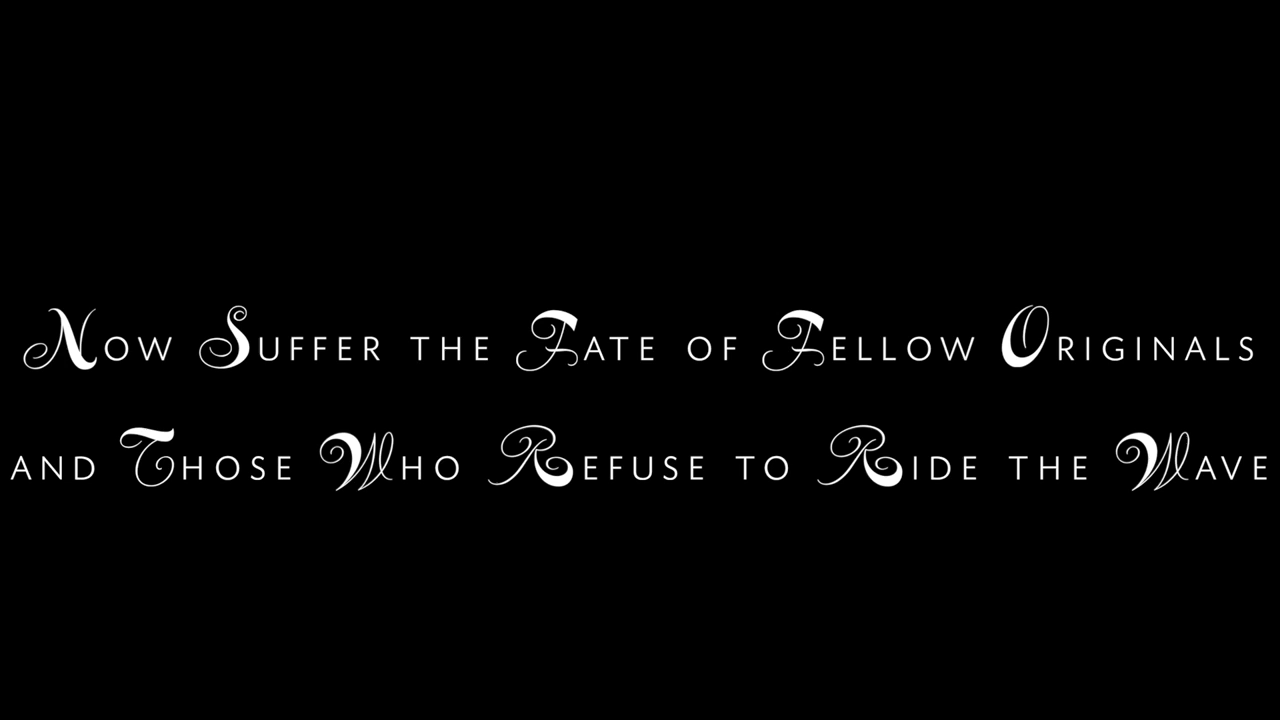 Now Suffer the Fate of Fellow Originals
and Those Who Refuse to Ride the Wave